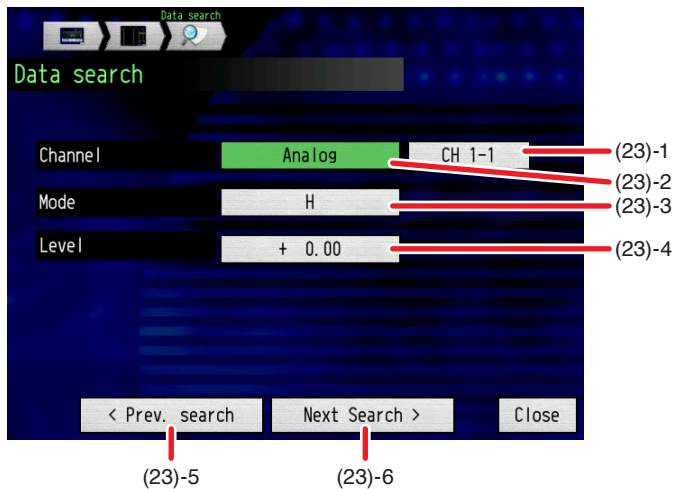 Data search
Data search
Channel Analog CH 1-1 (23)-1
(23)-2
Mode H (23)-3
Level + 0.00 (23)-4
< Prev. search Next Search > Close
(23)-5 (23)-6